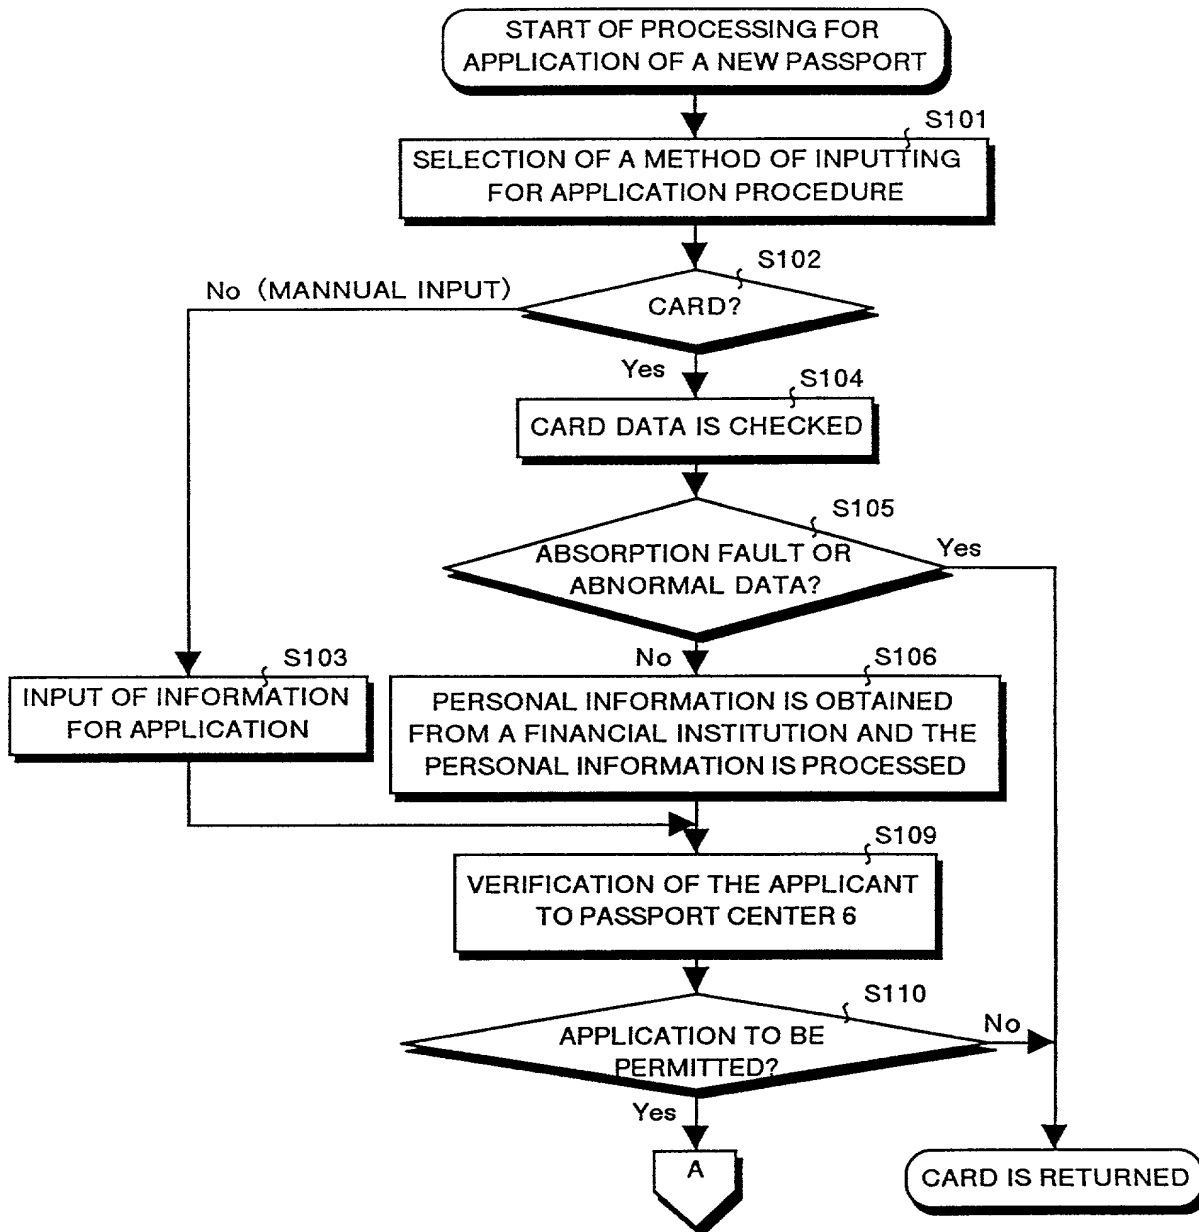 START OF PROCESSING FOR
APPLICATION OF A NEW PASSPORT
S101
SELECTION OF A METHOD OF INPUTTING
FOR APPLICATION PROCEDURE
S102
No (MANNUAL INPUT)
CARD?
Yes
S104
CARD DATA IS CHECKED
S105
ABSORPTION FAULT OR
ABNORMAL DATA?
Yes
No
S103
INPUT OF INFORMATION
FOR APPLICATION
S106
PERSONAL INFORMATION IS OBTAINED
FROM A FINANCIAL INSTITUTION AND THE
PERSONAL INFORMATION IS PROCESSED
S109
VERIFICATION OF THE APPLICANT
TO PASSPORT CENTER 6
S110
APPLICATION TO BE
PERMITTED?
No
Yes
A
CARD IS RETURNED